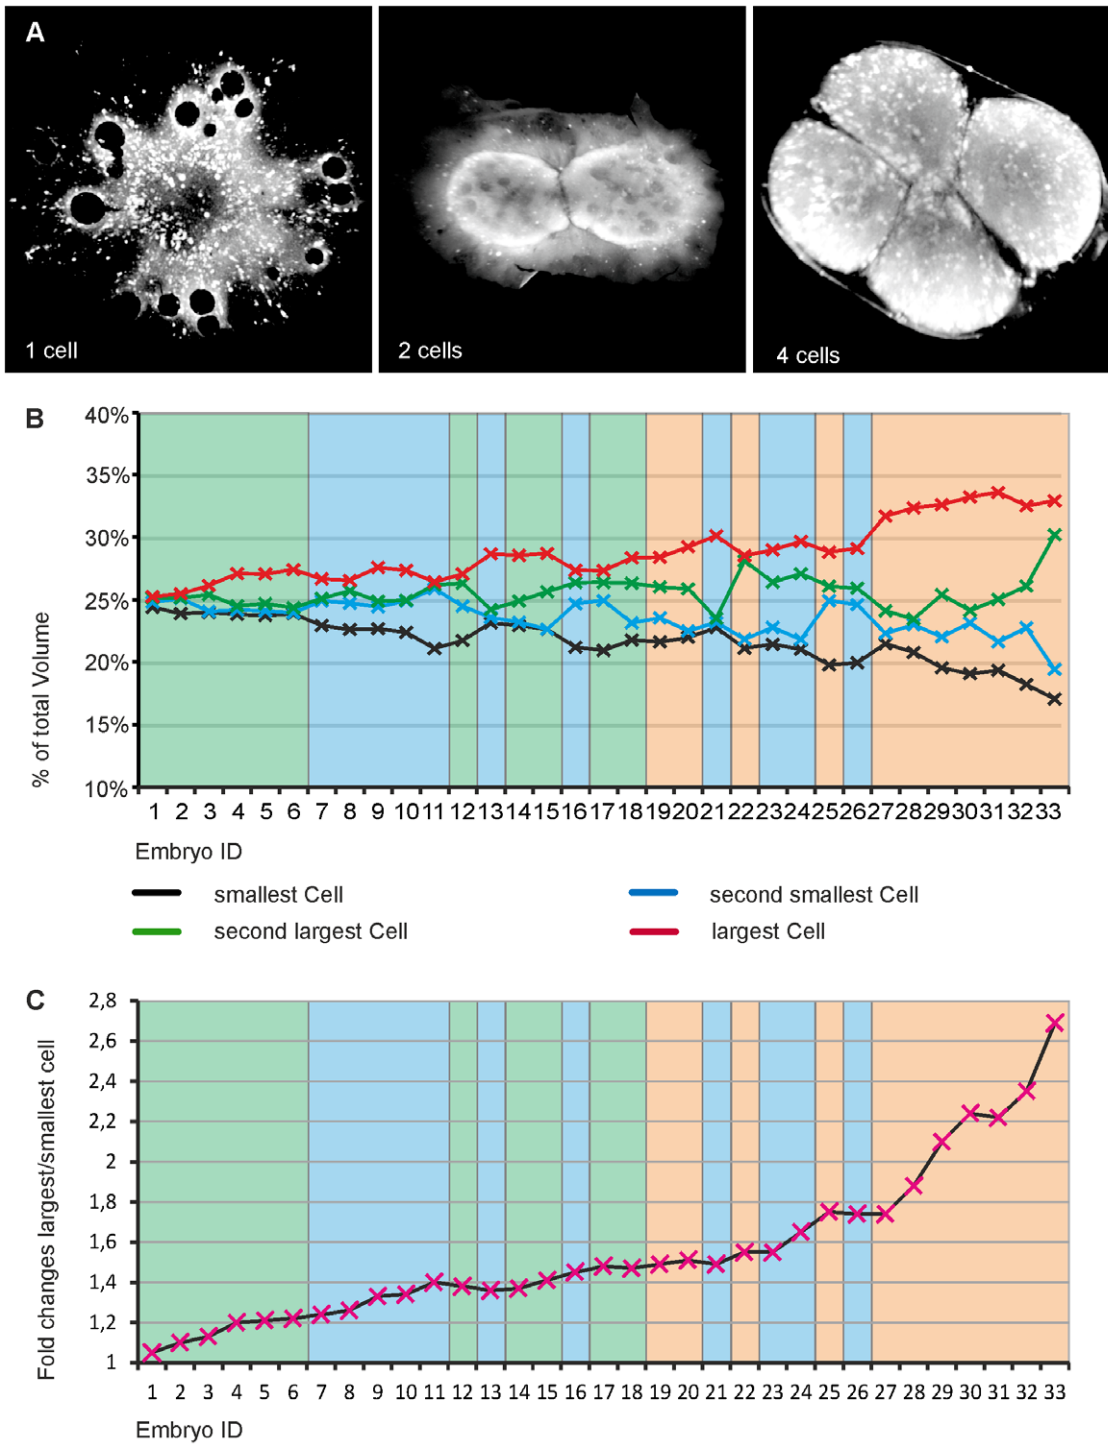 A
1 cell
2 cells
4 cells
B
% of total Volume
40%
35%
30%
25%
20%
15%
10%
1 2 3 4 5 6 7 8 9 10 11 12 13 14 15 16 17 18 19 20 21 22 23 24 25 26 27 28 29 30 31 32 33
Embryo ID
smallest Cell
second smallest Cell
second largest Cell
largest Cell
C
Fold changes largest/smallest cell
2,8
2,6
2,4
2,2
2
1,8
1,6
1,4
1,2
1
1 2 3 4 5 6 7 8 9 10 11 12 13 14 15 16 17 18 19 20 21 22 23 24 25 26 27 28 29 30 31 32 33
Embryo ID